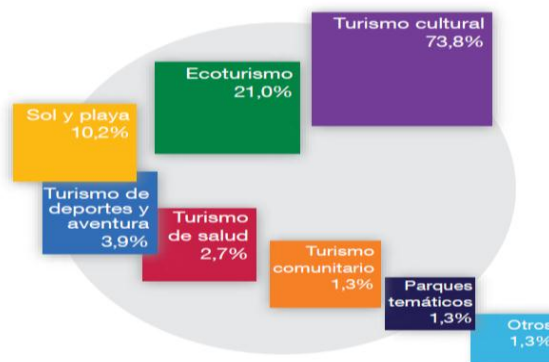 Turismo cultural
73,8%
Ecoturismo
21,0%
Sol y playa
10,2%
Turismo de
deportes y
aventura
3,9%
Turismo
de salud
2,7%
Turismo
comunitario
1,3%
Parques
temáticos
1,3%
Otros
1,3%